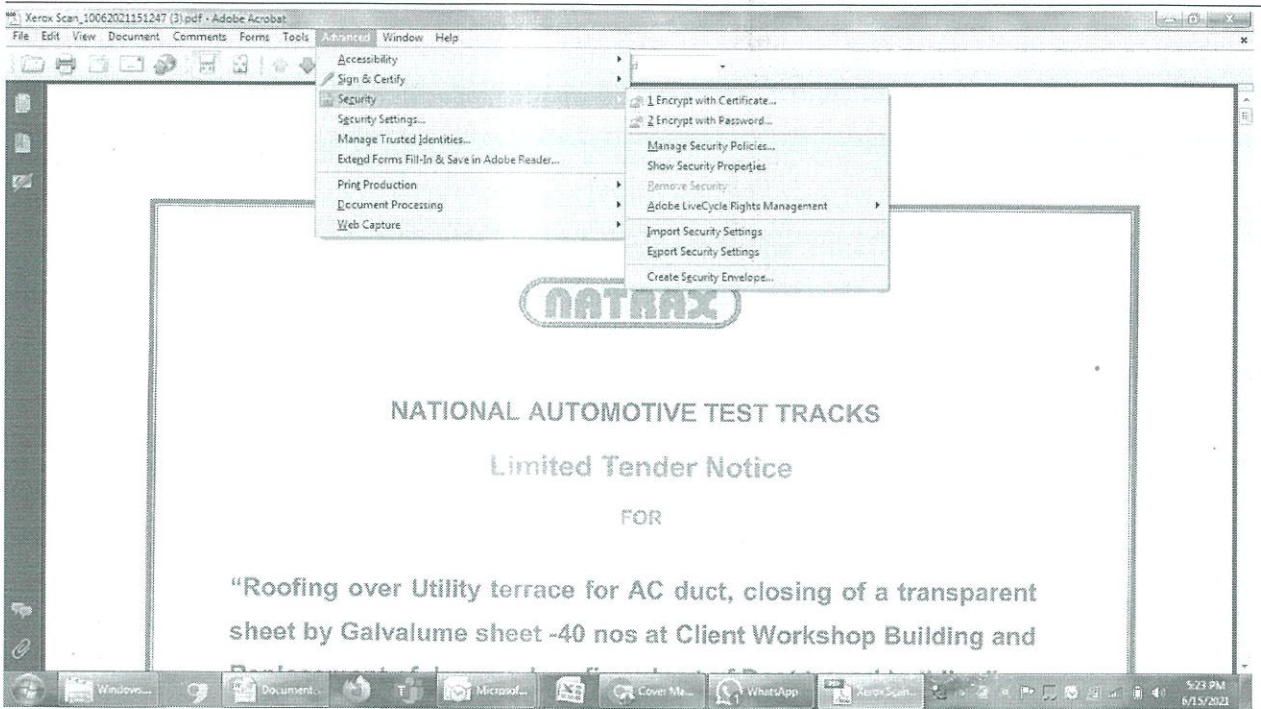 Xerox Scan_10062021151247 (3).pdf - Adobe Acrobat
File Edit View Document Comments Forms Tools Advanced Window Help
Accessibility
Sign & Certify
Security
Security Settings...
Manage Trusted Identities...
Extend Forms Fill-In & Save in Adobe Reader...
Print Production
Document Processing
Web Capture
1 Encrypt with Certificate...
2 Encrypt with Password...
Manage Security Policies...
Show Security Properties
Remove Security
Adobe LiveCycle Rights Management
Import Security Settings
Export Security Settings
Create Security Envelope...
NATRAX
NATIONAL AUTOMOTIVE TEST TRACKS
Limited Tender Notice
FOR
“Roofing over Utility terrace for AC duct, closing of a transparent
sheet by Galvalume sheet -40 nos at Client Workshop Building and
Windows... Document... Microsof... Cover Me... WhatsApp Xerox Scan...
5:23 PM
6/15/2021